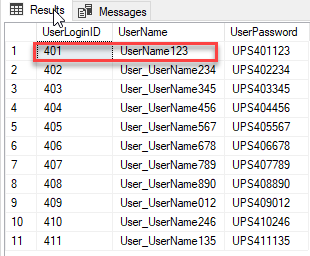 Results Messages
UserLoginID UserName UserPassword
1 401 UserName123 UPS401123
2 402 User_UserName234 UPS402234
3 403 User_UserName345 UPS403345
4 404 User_UserName456 UPS404456
5 405 User_UserName567 UPS405567
6 406 User_UserName678 UPS406678
7 407 User_UserName789 UPS407789
8 408 User_UserName890 UPS408890
9 409 User_UserName012 UPS409012
10 410 User_UserName246 UPS410246
11 411 User_UserName135 UPS411135